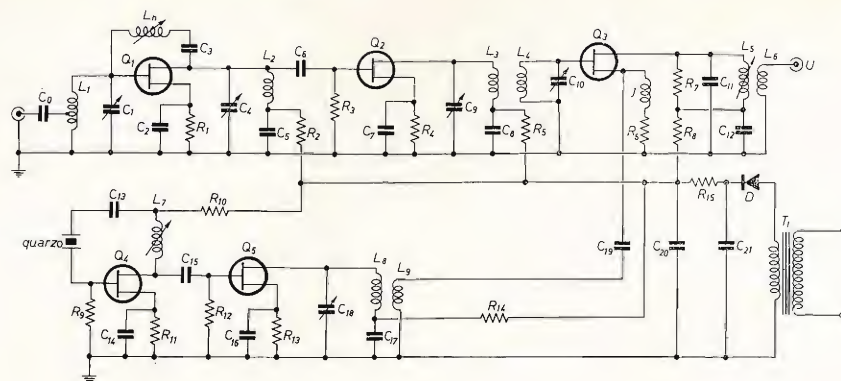 Ln
Q1
C3
L2
C6
Q2
L3
L4
Q3
L5
L6
U
C0
L1
C1
C2
R1
C4
C5
R2
R3
C7
R4
C9
C8
R5
C10
J
R6
R7
R8
C11
C12
C13
L7
R10
R15
D
T1
quarzo
Q4
C15
Q5
L8
L9
C19
C20
C21
R9
C14
R11
R12
C16
R13
C18
C17
R14